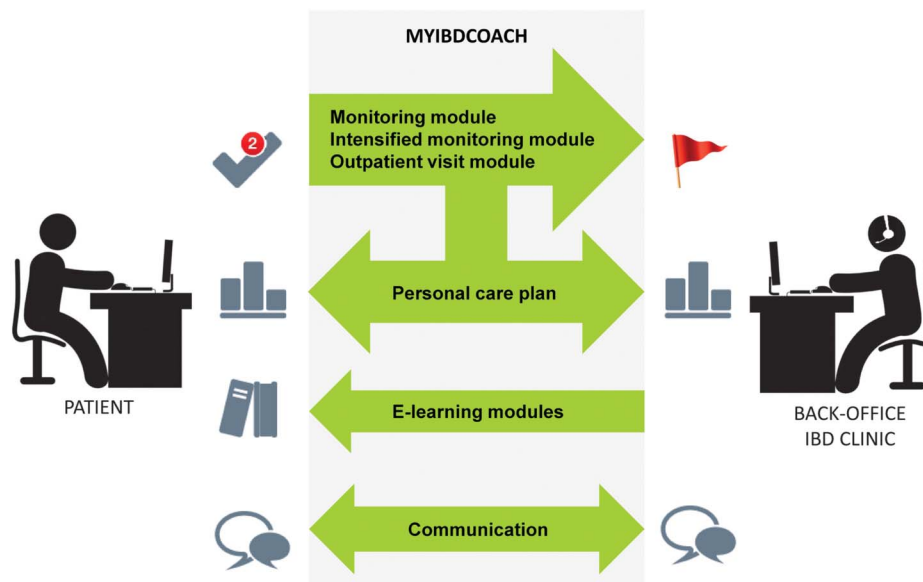 MYIBDCOACH
Monitoring module
Intensified monitoring module
Outpatient visit module
2
Personal care plan
E-learning modules
PATIENT
BACK-OFFICE
IBD CLINIC
Communication